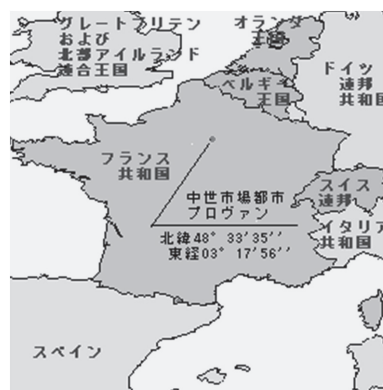 グレートブリテン
および
北部アイルランド
連合王国
オランダ
王国
ドイツ
連邦
共和国
ベルギー
王国
フランス
共和国
中世市場都市
プロヴァン
北緯48° 33'35''
東経03° 17'56''
スイス
連邦
イタリア
共和国
スペイン